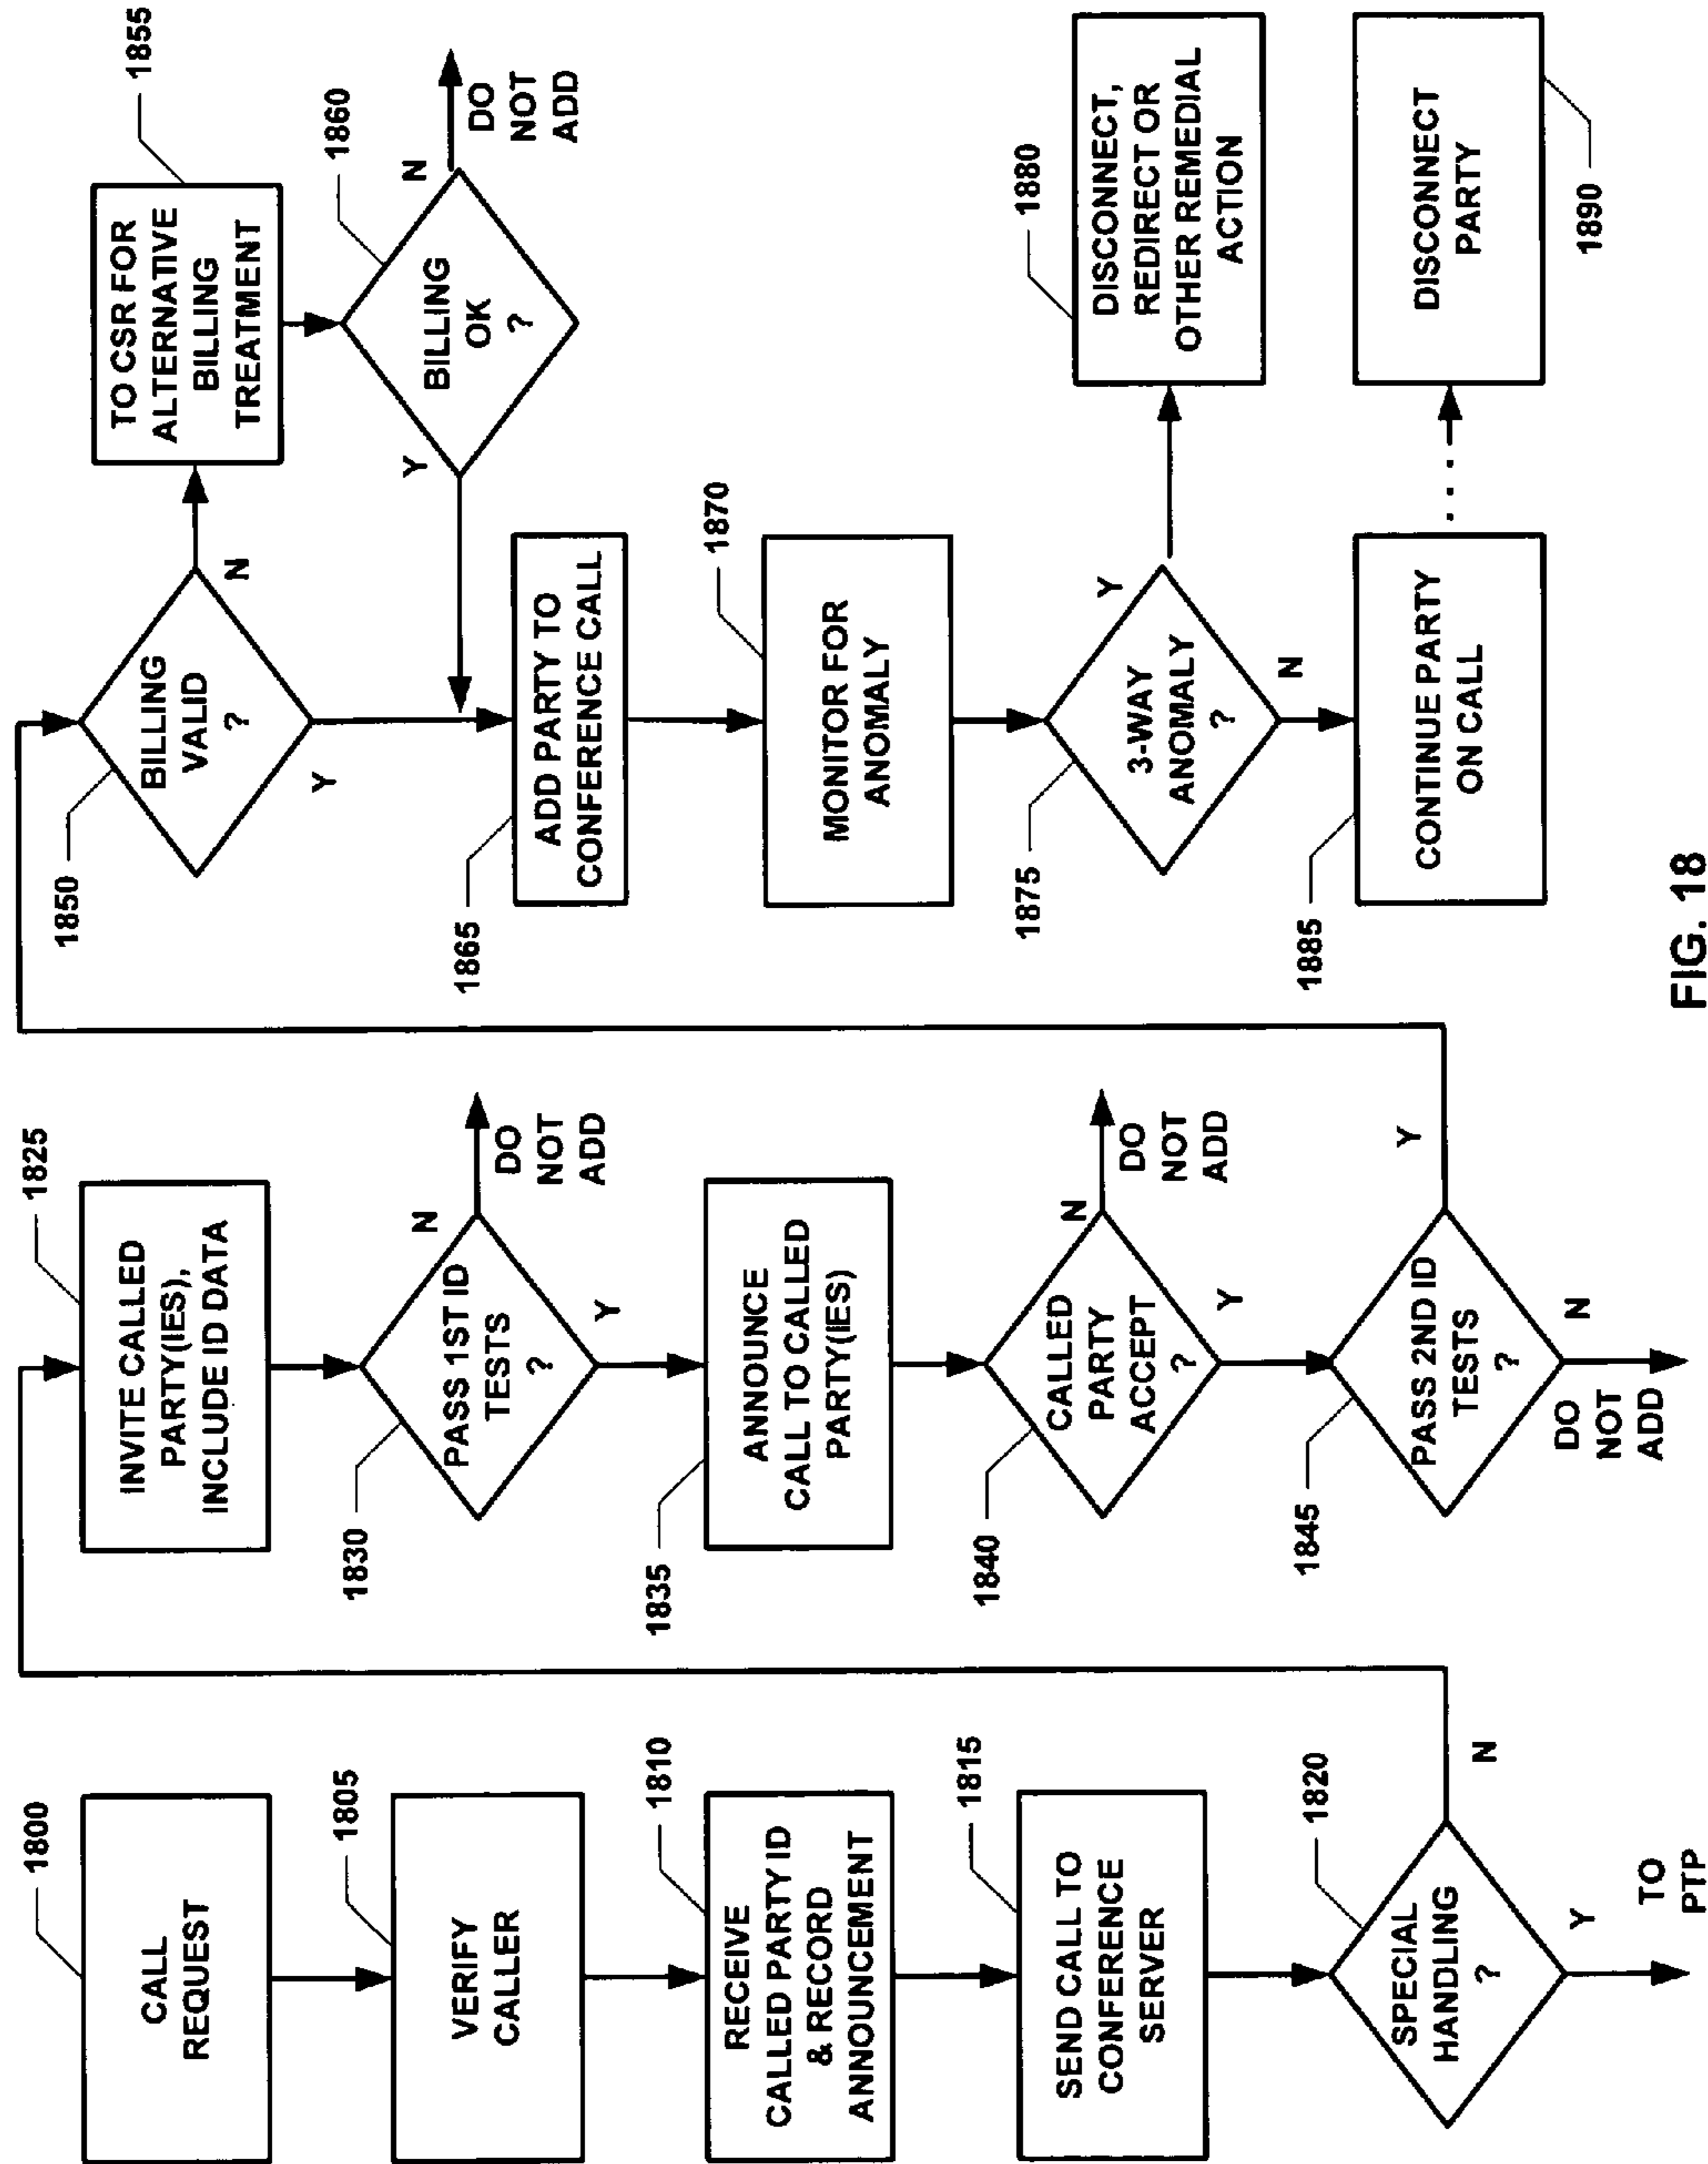 1800
CALL
REQUEST
1805
VERIFY
CALLER
1810
RECEIVE
CALLED PARTY ID
& RECORD
ANNOUNCEMENT
1815
SEND CALL TO
CONFERENCE
SERVER
1820
SPECIAL
HANDLING
?
N
Y
TO
PTP
1825
INVITE CALLED
PARTY(IES),
INCLUDE ID DATA
1830
PASS 1ST ID
TESTS
?
N
DO
NOT
ADD
Y
1835
ANNOUNCE
CALL TO CALLED
PARTY(IES)
1840
CALLED
PARTY
ACCEPT
?
N
DO
NOT
ADD
Y
1845
PASS 2ND ID
TESTS
?
Y
N
DO
NOT
ADD
1850
BILLING
VALID
?
N
Y
1855
TO CSR FOR
ALTERNATIVE
BILLING
TREATMENT
1860
BILLING
OK
?
N
DO
NOT
ADD
Y
1865
ADD PARTY TO
CONFERENCE CALL
1870
MONITOR FOR
ANOMALY
1875
3-WAY
ANOMALY
?
Y
N
1880
DISCONNECT,
REDIRECT OR
OTHER REMEDIAL
ACTION
1885
CONTINUE PARTY
ON CALL
DISCONNECT
PARTY
1890
FIG. 18